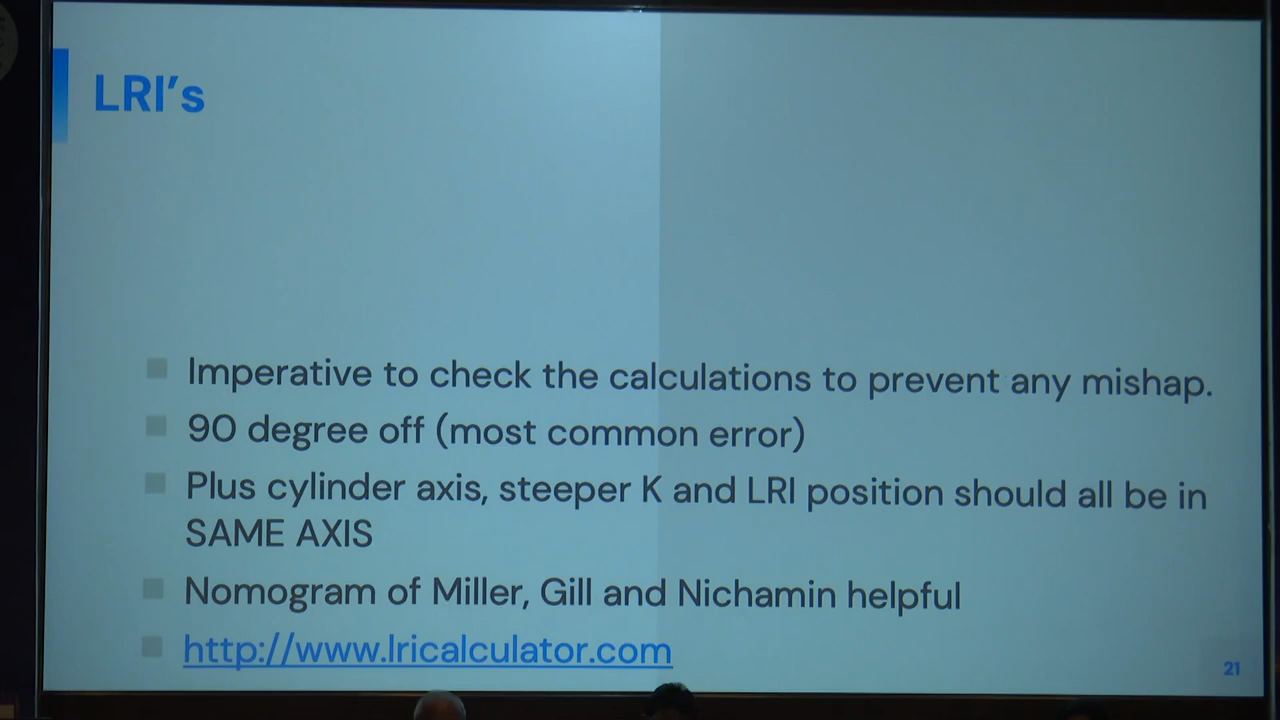 LRI's
Imperative to check the calculations to prevent any mishap.
90 degree off (most common error)
Plus cylinder axis, steeper K and LRI position should all be in
SAME AXIS
Nomogram of Miller, Gill and Nichamin helpful
http://www.lricalculator.com
21